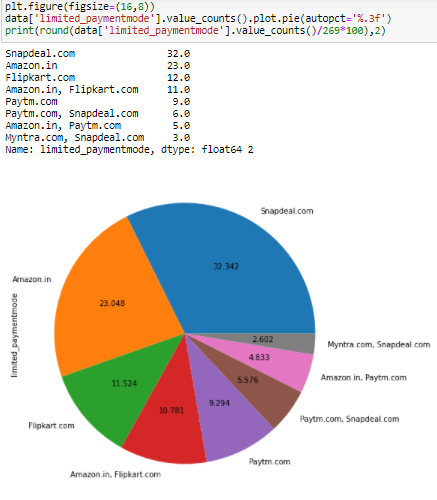 plt.figure(figsize=(16,8))
data['limited_paymentmode'].value_counts().plot.pie(autopct='%.3f')
print(round(data['limited_paymentmode'].value_counts()/269*100),2)
Snapdeal.com 32.0
Amazon.in 23.0
Flipkart.com 12.0
Amazon.in, Flipkart.com 11.0
Paytm.com 9.0
Paytm.com, Snapdeal.com 6.0
Amazon.in, Paytm.com 5.0
Myntra.com, Snapdeal.com 3.0
Name: limited_paymentmode, dtype: float64 2
Snapdeal.com
32.342
Amazon.in
23.048
limited_paymentmode
2.602
Myntra.com, Snapdeal.com
4.833
Amazon.in, Paytm.com
5.576
11.524
10.781
9.294
Paytm.com, Snapdeal.com
Flipkart.com
Paytm.com
Amazon.in, Flipkart.com